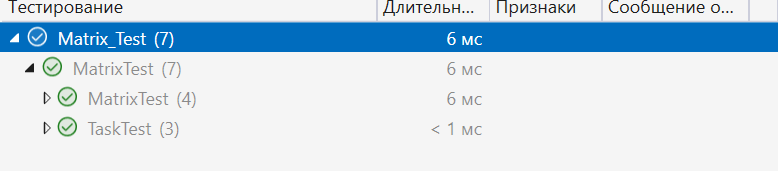 Тестирование Длительн... Признаки Сообщение о...
Matrix_Test (7) 6 мс
MatrixTest (7) 6 мс
MatrixTest (4) 6 мс
TaskTest (3) < 1 мс